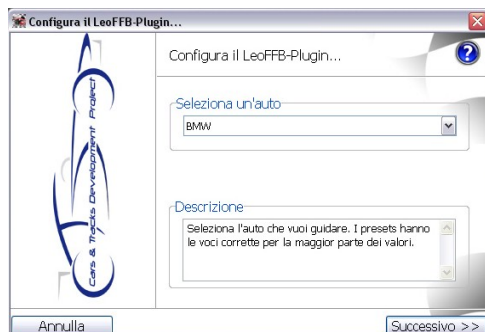 Configura il LeoFFB-Plugin...
Configura il LeoFFB-Plugin...
?
Cars & Tracks Development Project
Seleziona un'auto
BMW
Descrizione
Seleziona l'auto che vuoi guidare. I presets hanno
le voci corrette per la maggior parte dei valori.
Annulla
Successivo >>